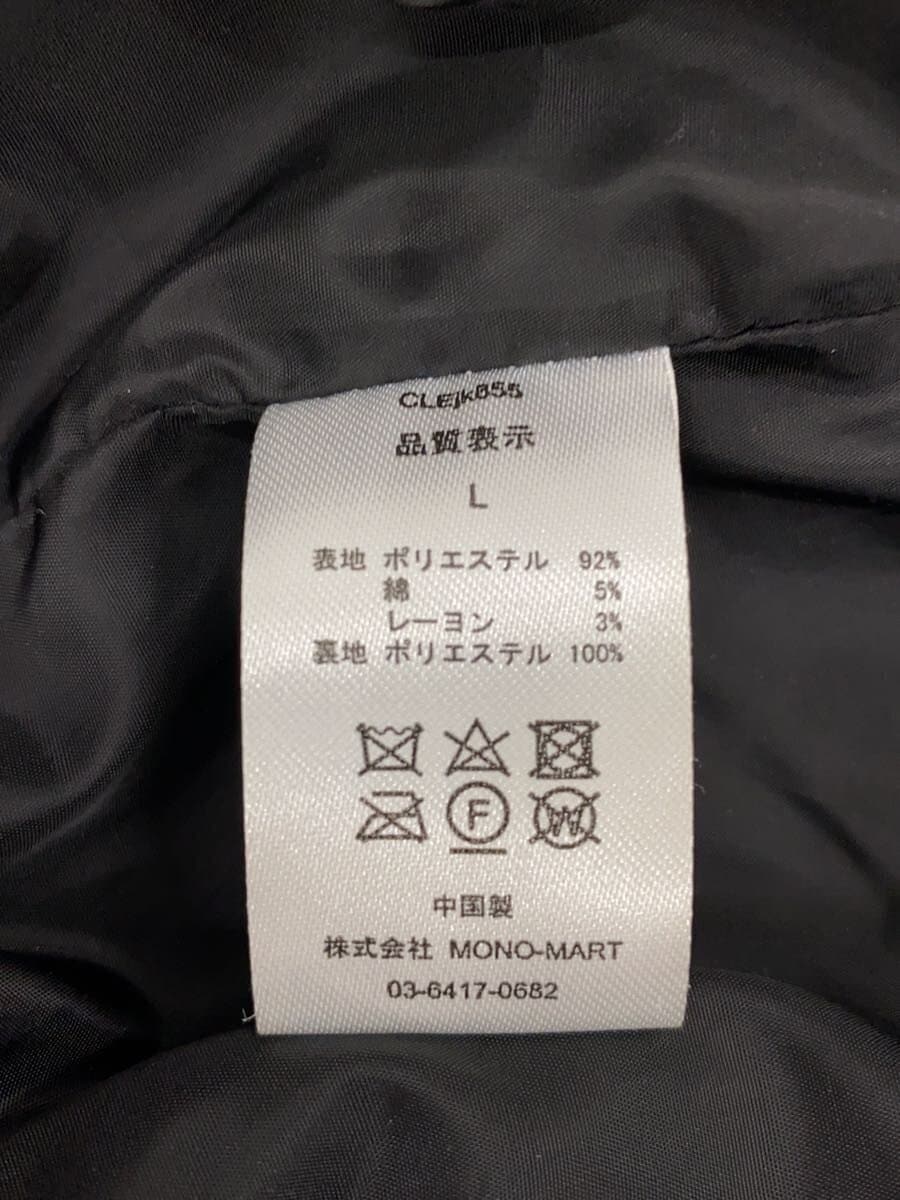 CLEjk855
品質表示
L
表地 ポリエステル 92%
綿 5%
レーヨン 3%
裏地 ポリエステル 100%
F
W
中国製
株式会社 MONO-MART
03-6417-0682